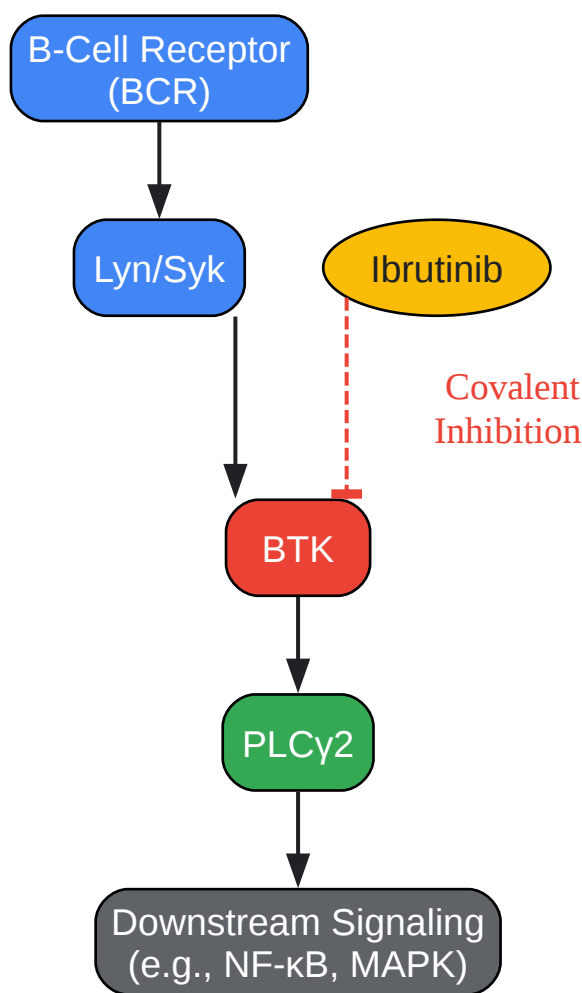 B-Cell Receptor
(BCR)
Lyn/Syk
Ibrutinib
Covalent
Inhibition
BTK
PLCγ2
Downstream Signaling
(e.g., NF-κB, MAPK)